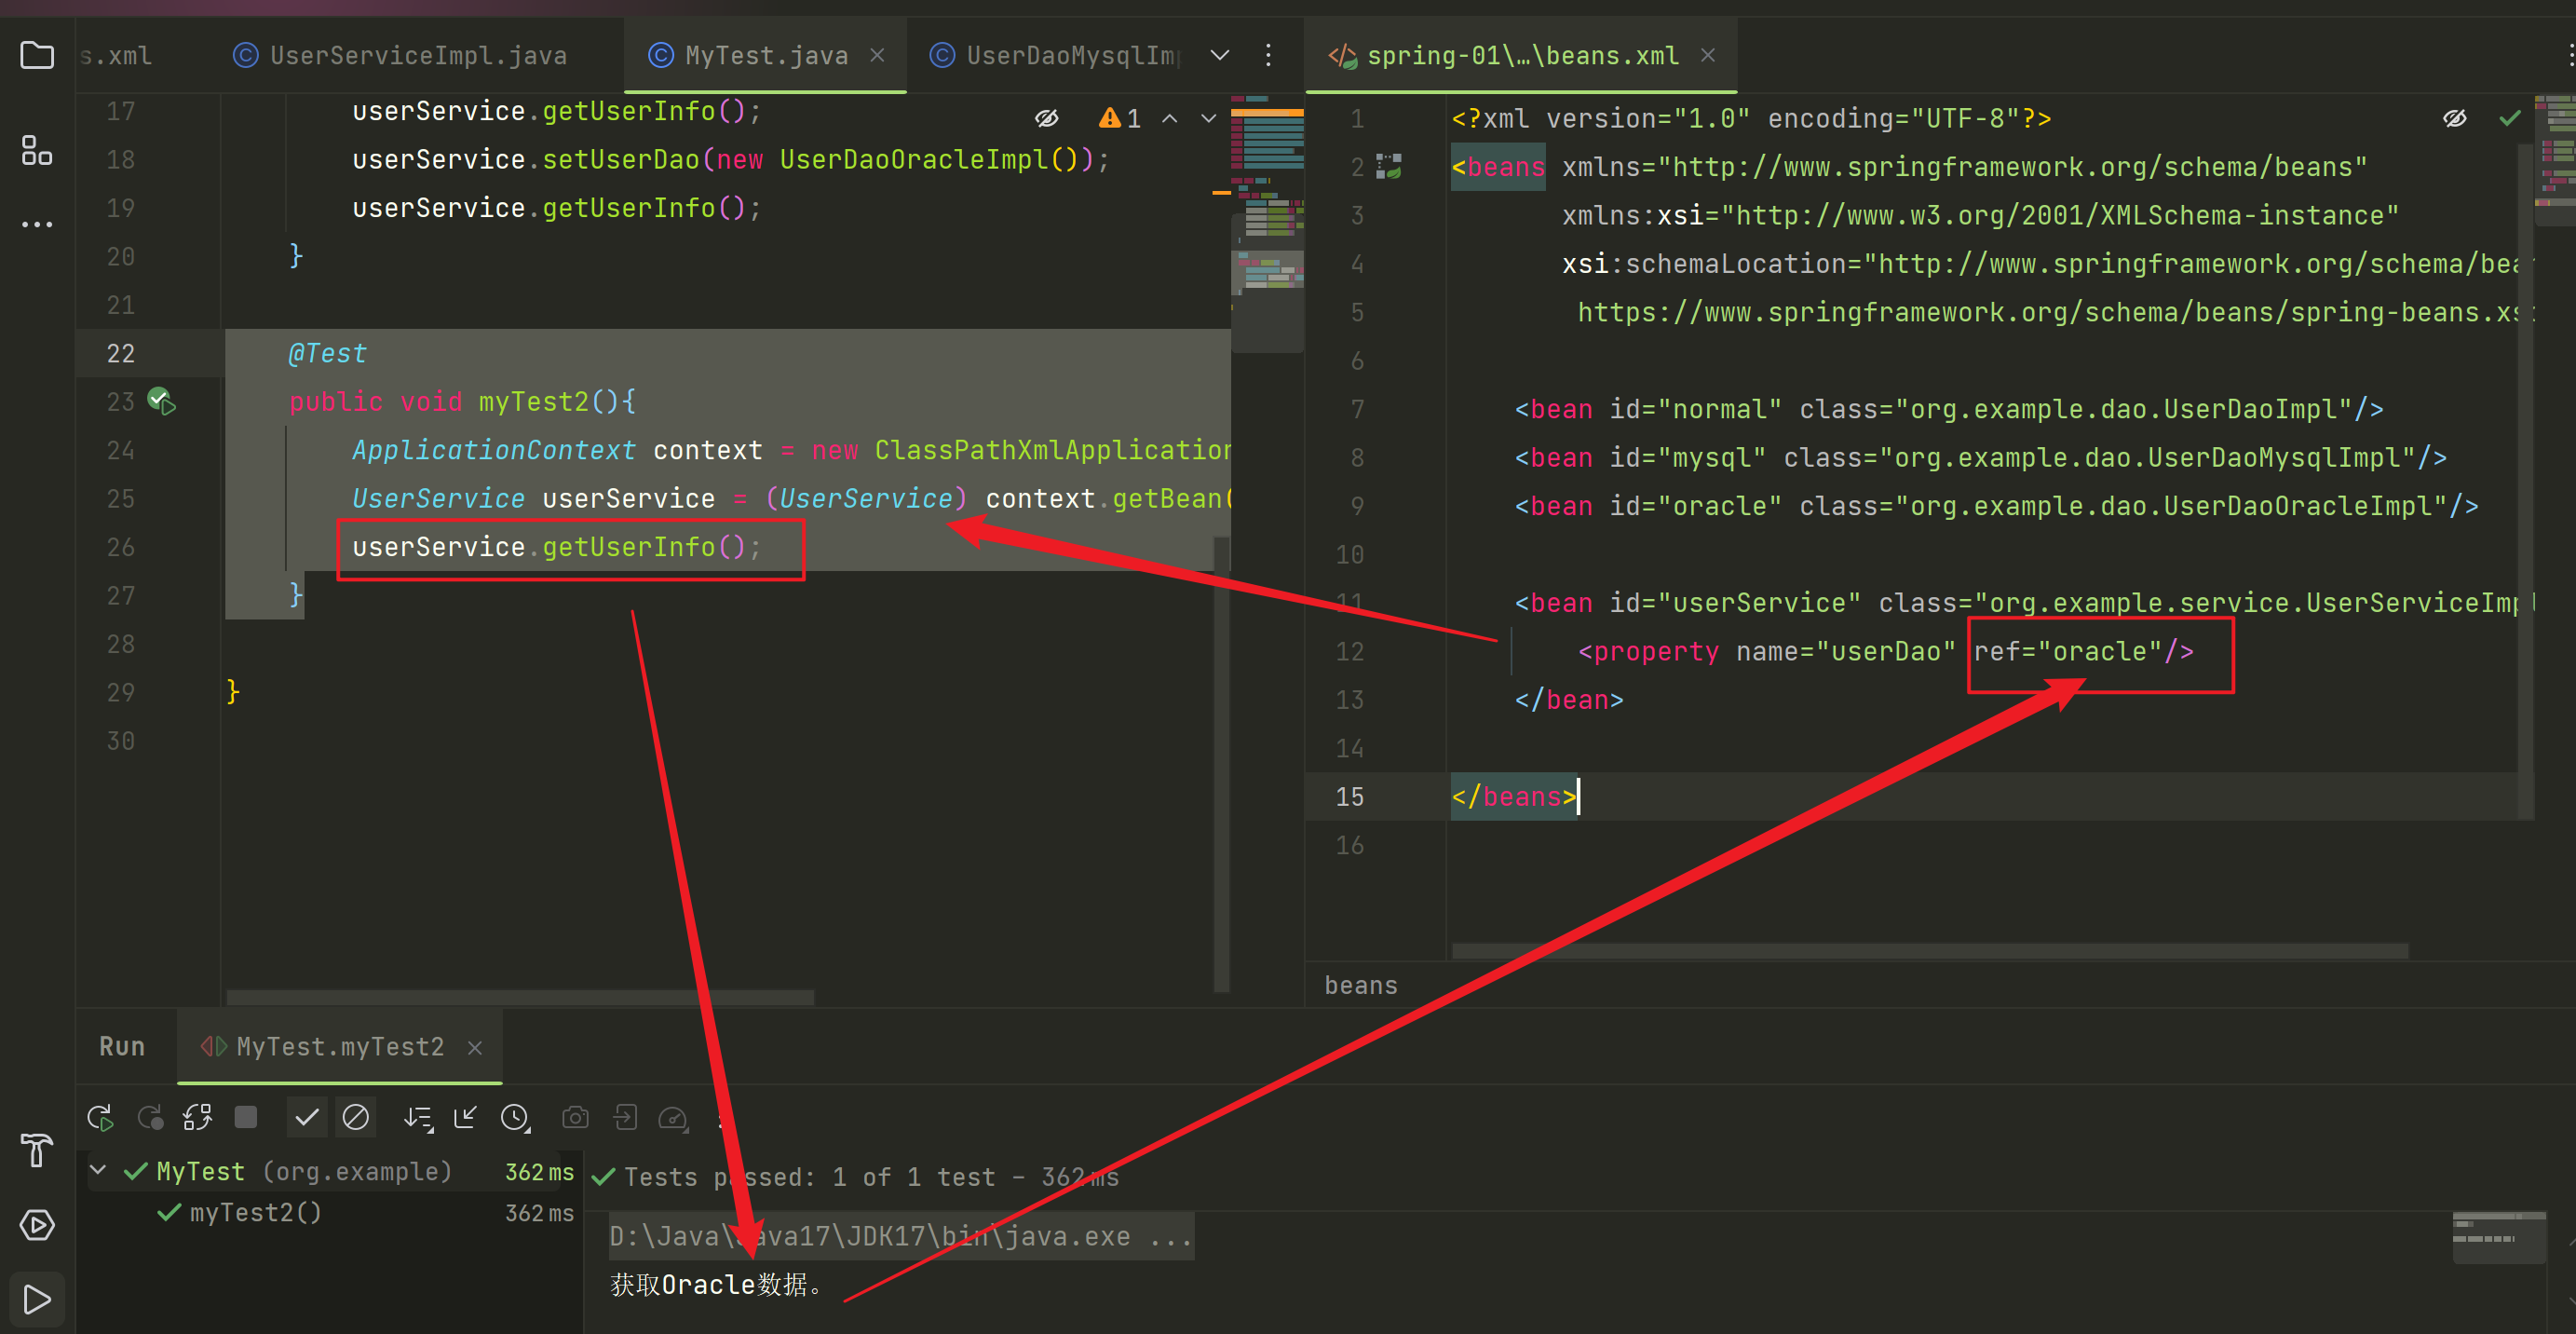 s.xml
UserServiceImpl.java
MyTest.java
UserDaoMysqlImp
17 userService.getUserInfo();
18 userService.setUserDao(new UserDaoOracleImpl());
19 userService.getUserInfo();
20 }
21
22 @Test
23 public void myTest2(){
24 ApplicationContext context = new ClassPathXmlApplication
25 UserService userService = (UserService) context.getBean(
26 userService.getUserInfo();
27 }
28
29 }
30
1
spring-01\…\beans.xml
1 <?xml version="1.0" encoding="UTF-8"?>
2 <beans xmlns="http://www.springframework.org/schema/beans"
3 xmlns:xsi="http://www.w3.org/2001/XMLSchema-instance"
4 xsi:schemaLocation="http://www.springframework.org/schema/bea
5 https://www.springframework.org/schema/beans/spring-beans.xs
6
7 <bean id="normal" class="org.example.dao.UserDaoImpl"/>
8 <bean id="mysql" class="org.example.dao.UserDaoMysqlImpl"/>
9 <bean id="oracle" class="org.example.dao.UserDaoOracleImpl"/>
10
11 <bean id="userService" class="org.example.service.UserServiceImpl
12 <property name="userDao" ref="oracle"/>
13 </bean>
14
15 </beans>
16
beans
Run
MyTest.myTest2
MyTest (org.example) 362 ms
myTest2() 362 ms
Tests passed: 1 of 1 test – 362 ms
D:\Java\Java17\JDK17\bin\java.exe ...
获取Oracle数据。